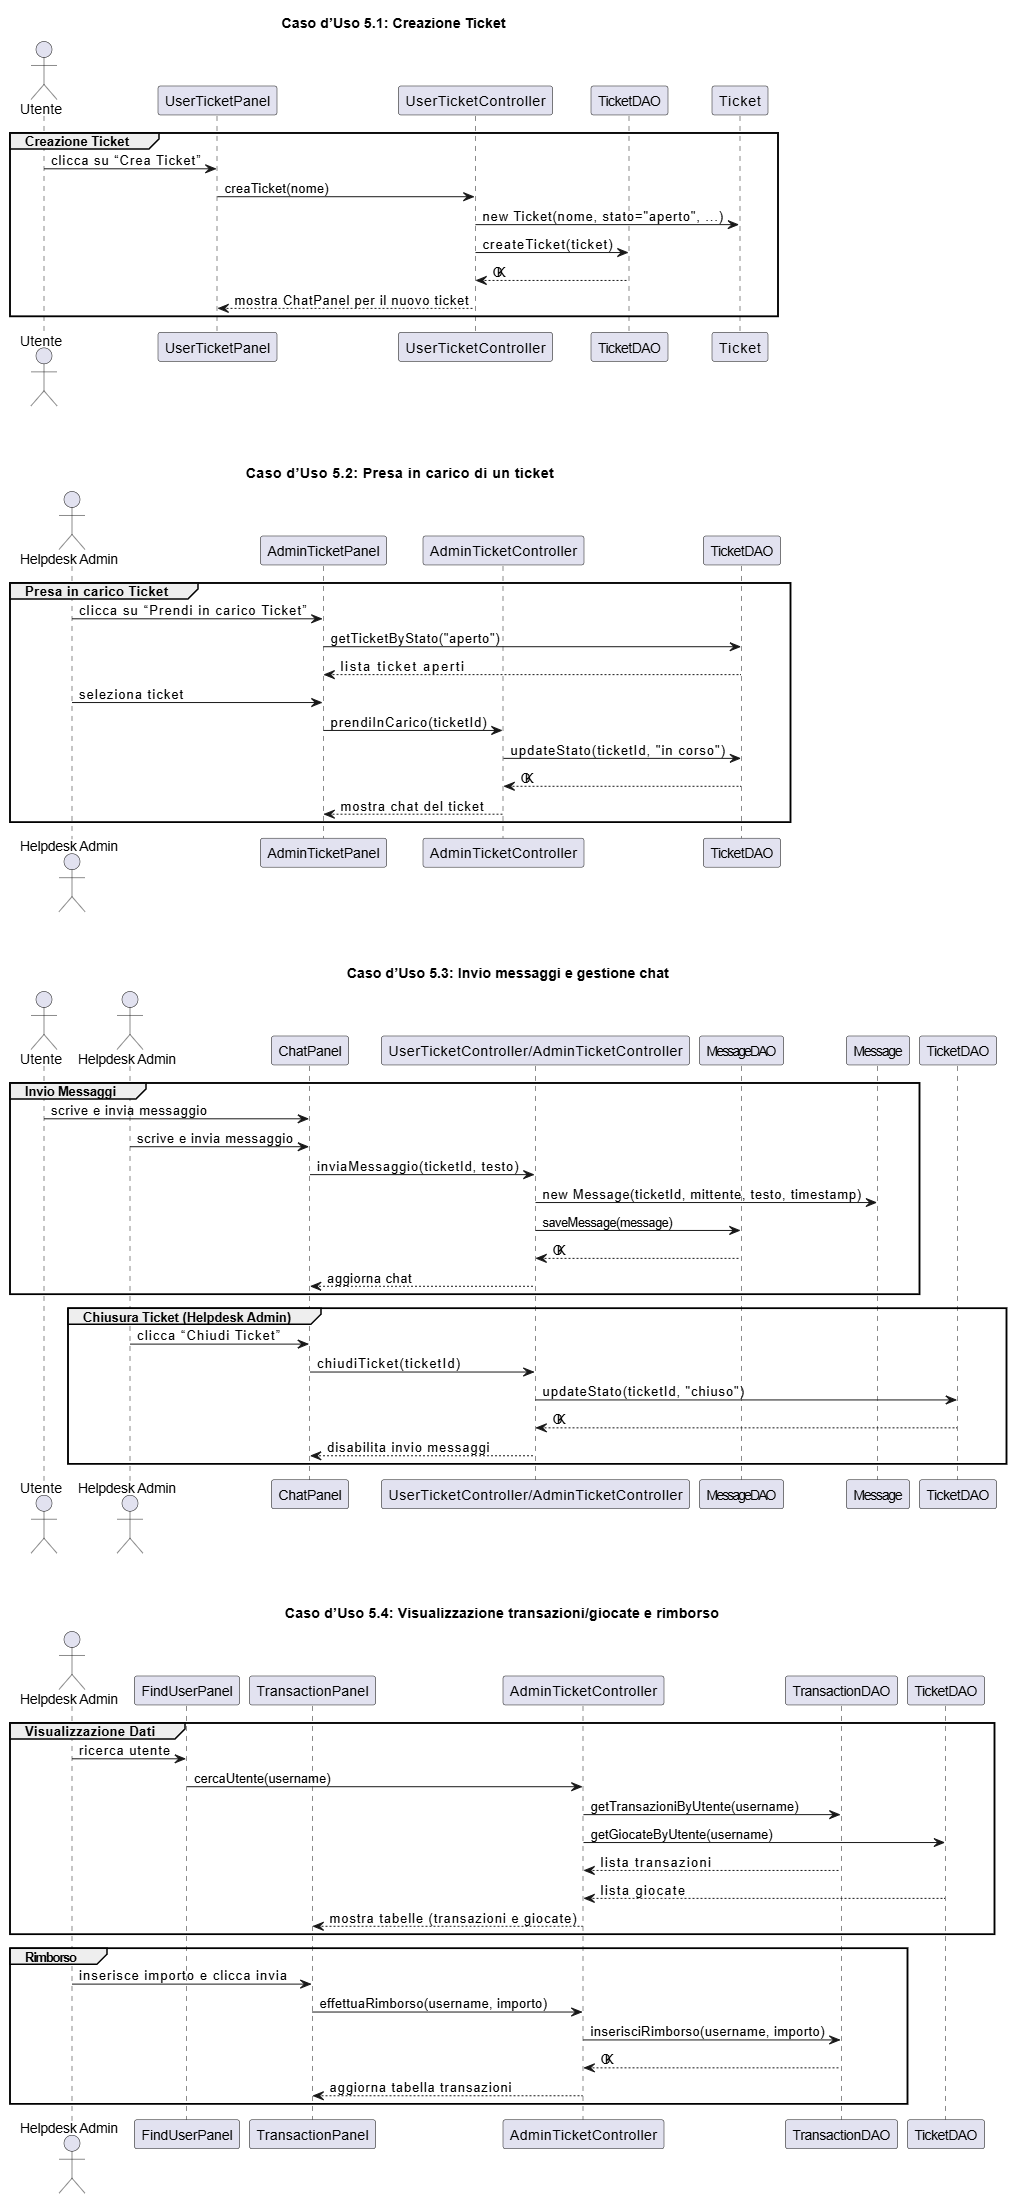 Caso d’Uso 5.1: Creazione Ticket
Utente
UserTicketPanel
UserTicketController
TicketDAO
Ticket
Creazione Ticket
clicca su “Crea Ticket”
creaTicket(nome)
new Ticket(nome, stato="aperto", ...)
createTicket(ticket)
OK
mostra ChatPanel per il nuovo ticket
Utente
UserTicketPanel
UserTicketController
TicketDAO
Ticket
Caso d’Uso 5.2: Presa in carico di un ticket
Helpdesk Admin
AdminTicketPanel
AdminTicketController
TicketDAO
Presa in carico Ticket
clicca su “Prendi in carico Ticket”
getTicketByStato("aperto")
lista ticket aperti
seleziona ticket
prendiInCarico(ticketId)
updateStato(ticketId, "in corso")
OK
mostra chat del ticket
Helpdesk Admin
AdminTicketPanel
AdminTicketController
TicketDAO
Caso d’Uso 5.3: Invio messaggi e gestione chat
Utente
Helpdesk Admin
ChatPanel
UserTicketController/AdminTicketController
MessageDAO
Message
TicketDAO
Invio Messaggi
scrive e invia messaggio
scrive e invia messaggio
inviaMessaggio(ticketId, testo)
new Message(ticketId, mittente, testo, timestamp)
saveMessage(message)
OK
aggiorna chat
Chiusura Ticket (Helpdesk Admin)
clicca “Chiudi Ticket”
chiudiTicket(ticketId)
updateStato(ticketId, "chiuso")
OK
disabilita invio messaggi
Utente
Helpdesk Admin
ChatPanel
UserTicketController/AdminTicketController
MessageDAO
Message
TicketDAO
Caso d’Uso 5.4: Visualizzazione transazioni/giocate e rimborso
Helpdesk Admin
FindUserPanel
TransactionPanel
AdminTicketController
TransactionDAO
TicketDAO
Visualizzazione Dati
ricerca utente
cercaUtente(username)
getTransazioniByUtente(username)
getGiocateByUtente(username)
lista transazioni
lista giocate
mostra tabelle (transazioni e giocate)
Rimborso
inserisce importo e clicca invia
effettuaRimborso(username, importo)
inserisciRimborso(username, importo)
OK
aggiorna tabella transazioni
Helpdesk Admin
FindUserPanel
TransactionPanel
AdminTicketController
TransactionDAO
TicketDAO